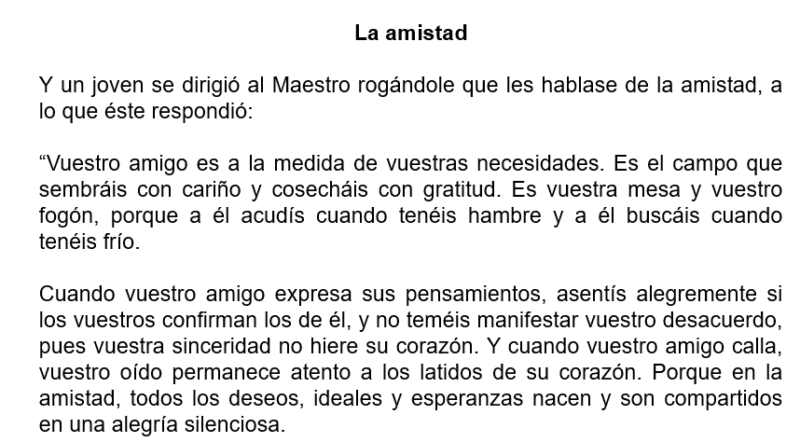 La amistad
Y un joven se dirigió al Maestro rogándole que les hablase de la amistad, a
lo que éste respondió:
“Vuestro amigo es a la medida de vuestras necesidades. Es el campo que
sembráis con cariño y cosecháis con gratitud. Es vuestra mesa y vuestro
fogón, porque a él acudís cuando tenéis hambre y a él buscáis cuando
tenéis frío.
Cuando vuestro amigo expresa sus pensamientos, asentís alegremente si
los vuestros confirman los de él, y no teméis manifestar vuestro desacuerdo,
pues vuestra sinceridad no hiere su corazón. Y cuando vuestro amigo calla,
vuestro oído permanece atento a los latidos de su corazón. Porque en la
amistad, todos los deseos, ideales y esperanzas nacen y son compartidos
en una alegría silenciosa.